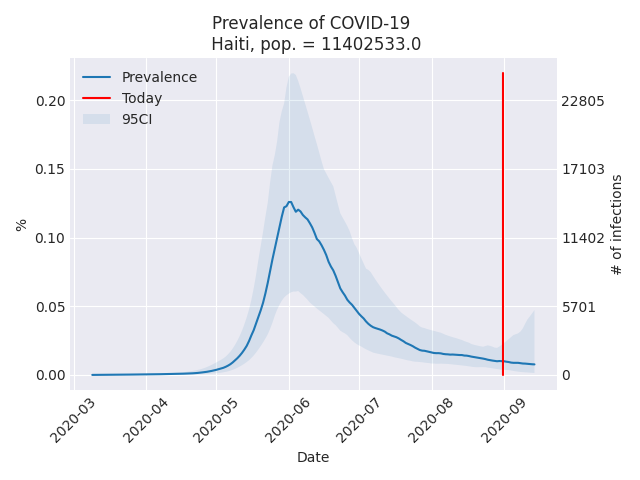 Prevalence of COVID-19
Haiti, pop. = 11402533.0
Prevalence
Today
95CI
0.20
0.15
0.10
0.05
0.00
%
22805
17103
11402
5701
0
# of infections
2020-03
2020-04
2020-05
2020-06
2020-07
2020-08
2020-09
Date